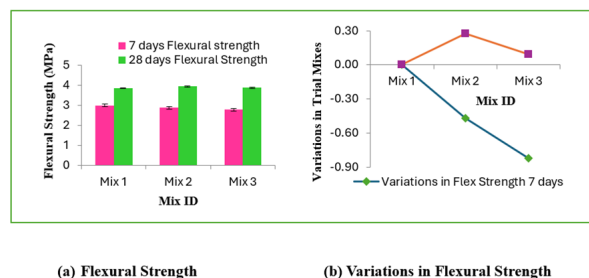 7 days Flexural strength
28 days Flexural Strength
Flexural Strength (MPa)
5
4
3
2
1
0
Mix 1 Mix 2 Mix 3
Mix ID
Variations in Trial Mixes
0.30
0.00
-0.30
-0.60
-0.90
Mix 1 Mix 2 Mix 3
Mix ID
Variations in Flex Strength 7 days
(a) Flexural Strength
(b) Variations in Flexural Strength